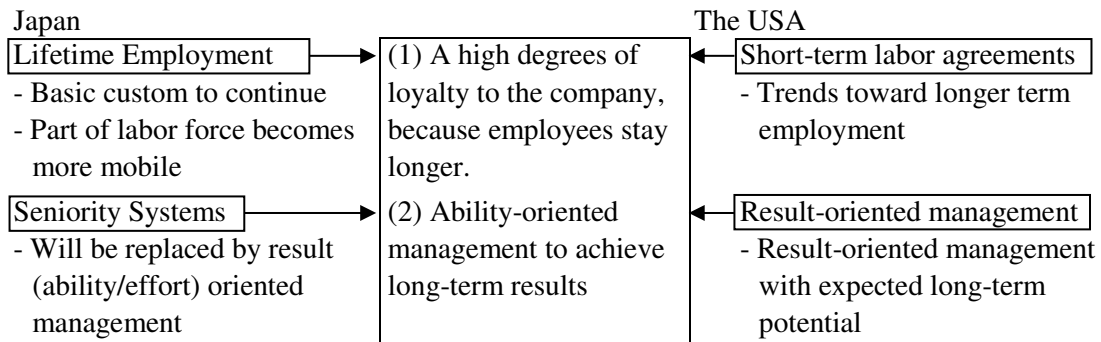 Japan
Lifetime Employment
- Basic custom to continue
- Part of labor force becomes
more mobile
Seniority Systems
- Will be replaced by result
(ability/effort) oriented
management
(1) A high degrees of
loyalty to the company,
because employees stay
longer.
(2) Ability-oriented
management to achieve
long-term results
The USA
Short-term labor agreements
- Trends toward longer term
employment
Result-oriented management
- Result-oriented management
with expected long-term
potential